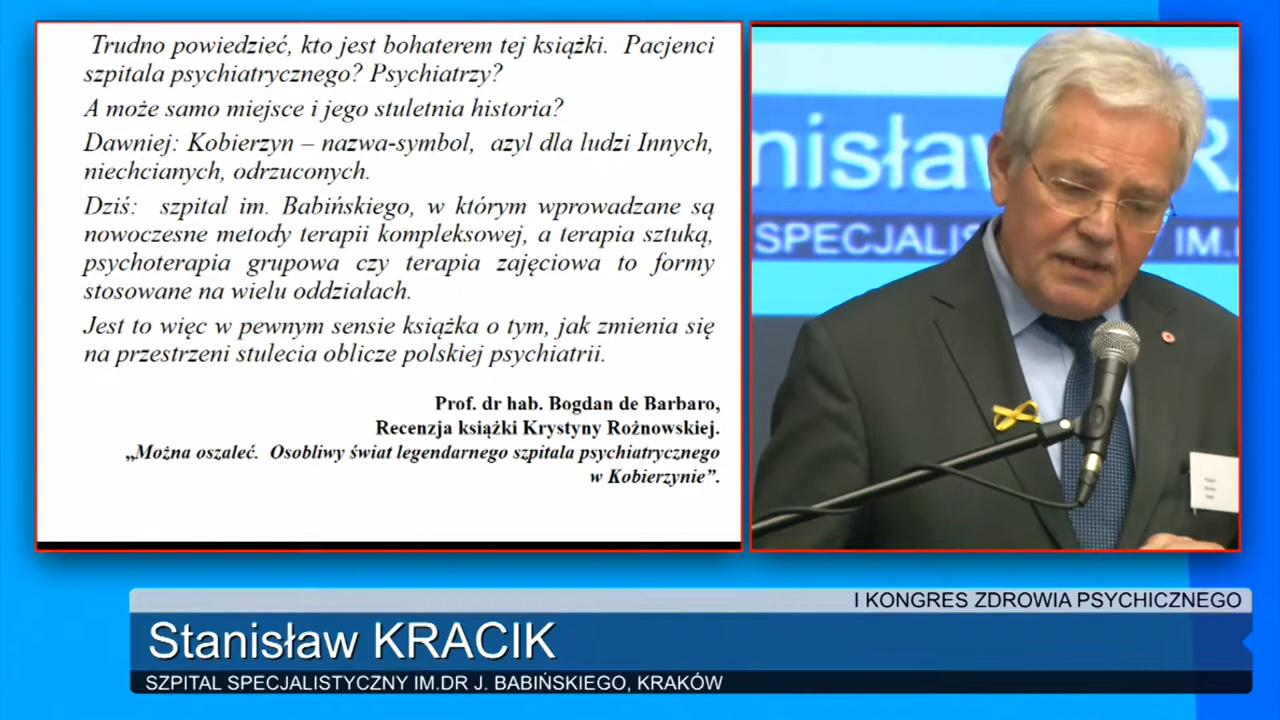 Trudno powiedzieć, kto jest bohaterem tej książki. Pacjenci
szpitala psychiatrycznego? Psychiatrzy?
A może samo miejsce i jego stuletnia historia?
Dawniej: Kobierzyn – nazwa-symbol, azyl dla ludzi Innych,
niechcianych, odrzuconych.
Dziś: szpital im. Babińskiego, w którym wprowadzane są
nowoczesne metody terapii kompleksowej, a terapia sztuką,
psychoterapia grupowa czy terapia zajęciowa to formy
stosowane na wielu oddziałach.
Jest to więc w pewnym sensie książka o tym, jak zmienia się
na przestrzeni stulecia oblicze polskiej psychiatrii.
Prof. dr hab. Bogdan de Barbaro,
Recenzja książki Krystyny Rożnowskiej.
„Można oszaleć. Osobliwy świat legendarnego szpitala psychiatrycznego
w Kobierzynie”.
nisław RA
SPECJALIS Y IM.
I KONGRES ZDROWIA PSYCHICZNEGO
Stanisław KRACIK
SZPITAL SPECJALISTYCZNY IM.DR J. BABIŃSKIEGO, KRAKÓW